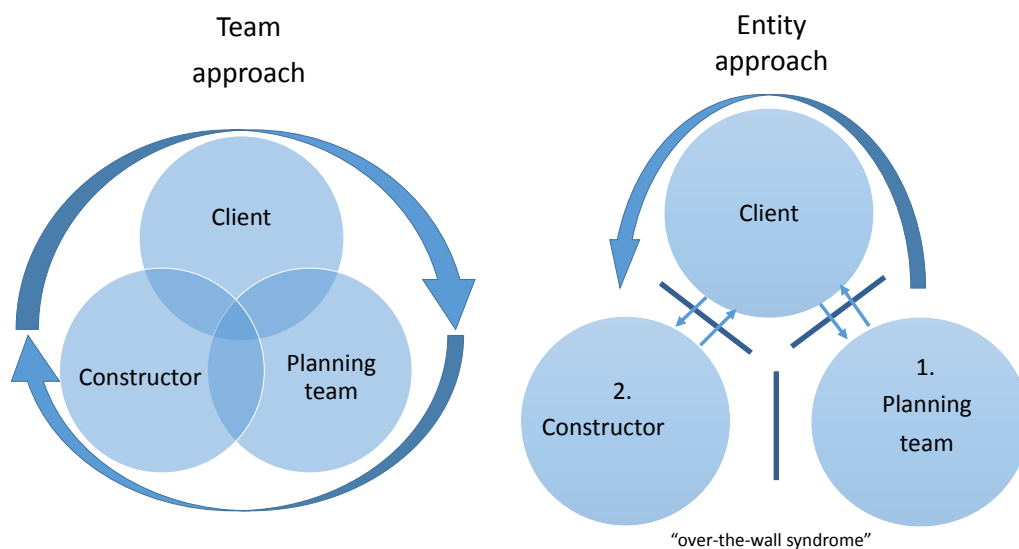 Team
approach
Client
Constructor
Planning
team
Entity
approach
Client
2.
Constructor
1.
Planning
team
“over-the-wall syndrome”